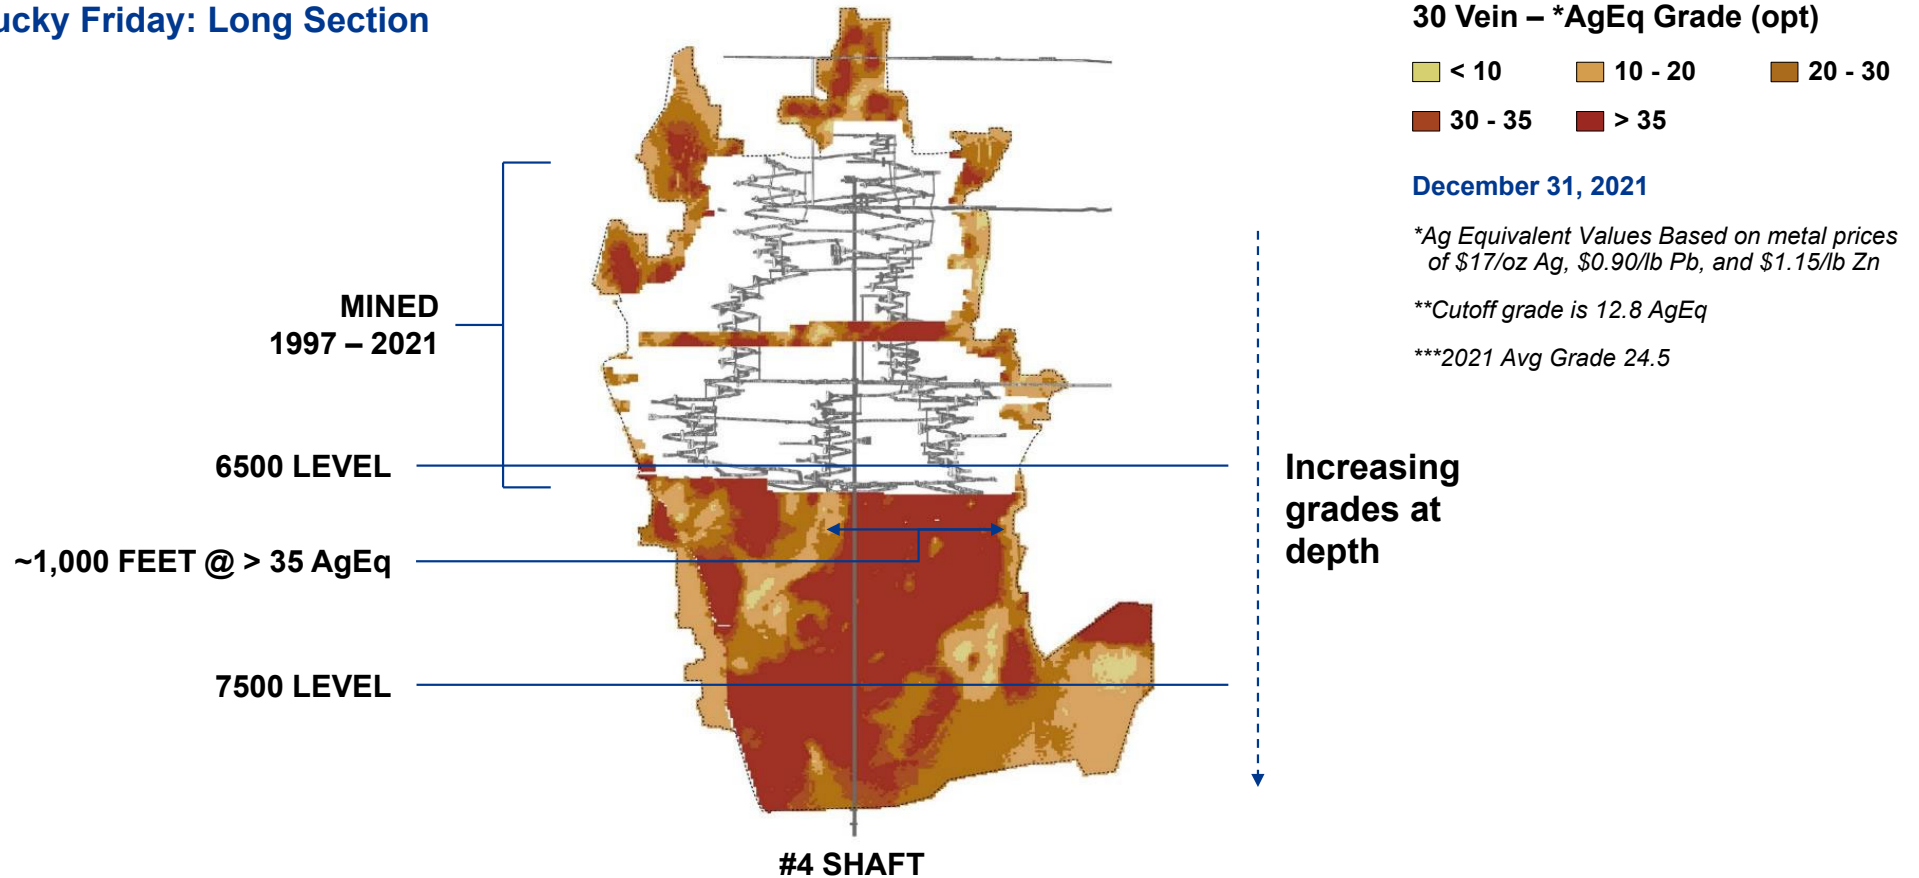 ucky Friday: Long Section
30 Vein – *AgEq Grade (opt)
< 10
10 - 20
20 - 30
30 - 35
> 35
December 31, 2021
*Ag Equivalent Values Based on metal prices
of $17/oz Ag, $0.90/lb Pb, and $1.15/lb Zn
**Cutoff grade is 12.8 AgEq
***2021 Avg Grade 24.5
MINED
1997 – 2021
6500 LEVEL
~1,000 FEET @ > 35 AgEq
7500 LEVEL
Increasing
grades at
depth
#4 SHAFT